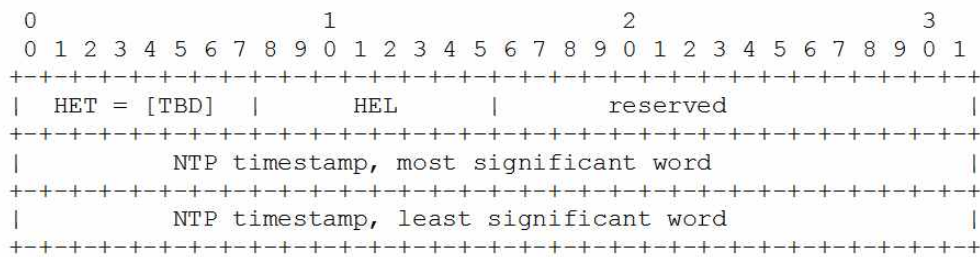 0                   1                   2                   3
0 1 2 3 4 5 6 7 8 9 0 1 2 3 4 5 6 7 8 9 0 1 2 3 4 5 6 7 8 9 0 1
+-+-+-+-+-+-+-+-+-+-+-+-+-+-+-+-+-+-+-+-+-+-+-+-+-+-+-+-+-+-+-+-+
|  HET = [TBD]  |      HEL      |       reserved                |
+-+-+-+-+-+-+-+-+-+-+-+-+-+-+-+-+-+-+-+-+-+-+-+-+-+-+-+-+-+-+-+-+
|          NTP timestamp, most significant word                 |
+-+-+-+-+-+-+-+-+-+-+-+-+-+-+-+-+-+-+-+-+-+-+-+-+-+-+-+-+-+-+-+-+
|          NTP timestamp, least significant word                |
+-+-+-+-+-+-+-+-+-+-+-+-+-+-+-+-+-+-+-+-+-+-+-+-+-+-+-+-+-+-+-+-+